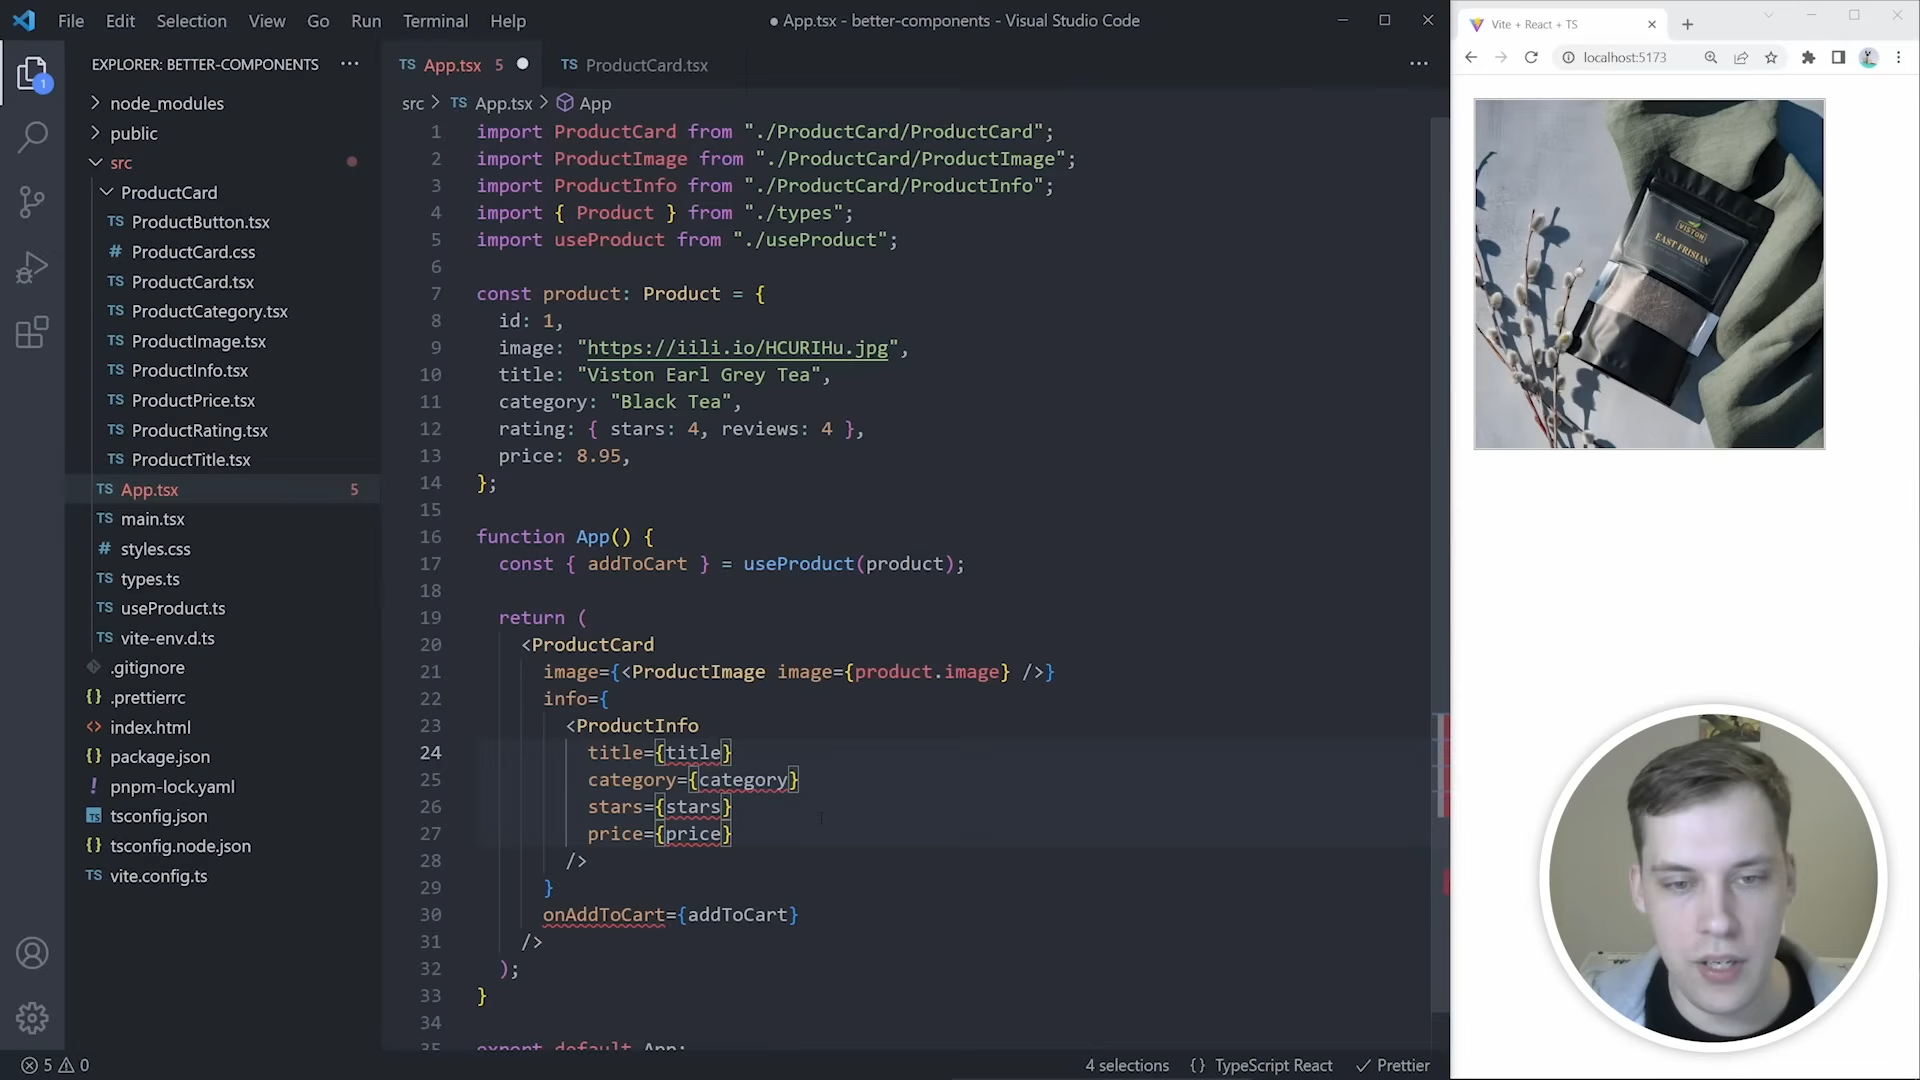 File Edit Selection View Go Run Terminal Help
● App.tsx - better-components - Visual Studio Code
EXPLORER: BETTER-COMPONENTS
node_modules
public
src
ProductCard
TS ProductButton.tsx
# ProductCard.css
TS ProductCard.tsx
TS ProductCategory.tsx
TS ProductImage.tsx
TS ProductInfo.tsx
TS ProductPrice.tsx
TS ProductRating.tsx
TS ProductTitle.tsx
TS App.tsx 5
TS main.tsx
# styles.css
TS types.ts
TS useProduct.ts
TS vite-env.d.ts
.gitignore
{} .prettierrc
<> index.html
{} package.json
! pnpm-lock.yaml
TS tsconfig.json
{} tsconfig.node.json
TS vite.config.ts
1
TS App.tsx 5 ●
TS ProductCard.tsx
src > TS App.tsx > App
1 import ProductCard from "./ProductCard/ProductCard";
2 import ProductImage from "./ProductCard/ProductImage";
3 import ProductInfo from "./ProductCard/ProductInfo";
4 import { Product } from "./types";
5 import useProduct from "./useProduct";
6
7 const product: Product = {
8 id: 1,
9 image: "https://iili.io/HCURIHu.jpg",
10 title: "Viston Earl Grey Tea",
11 category: "Black Tea",
12 rating: { stars: 4, reviews: 4 },
13 price: 8.95,
14 };
15
16 function App() {
17 const { addToCart } = useProduct(product);
18
19 return (
20 <ProductCard
21 image={<ProductImage image={product.image} />}
22 info={
23 <ProductInfo
24 title={title}
25 category={category}
26 stars={stars}
27 price={price}
28 />
29 }
30 onAddToCart={addToCart}
31 />
32 );
33 }
34
35 export default App;
5 0
4 selections {} TypeScript React Prettier
Vite + React + TS
localhost:5173
VISTON
EAST FRISIAN